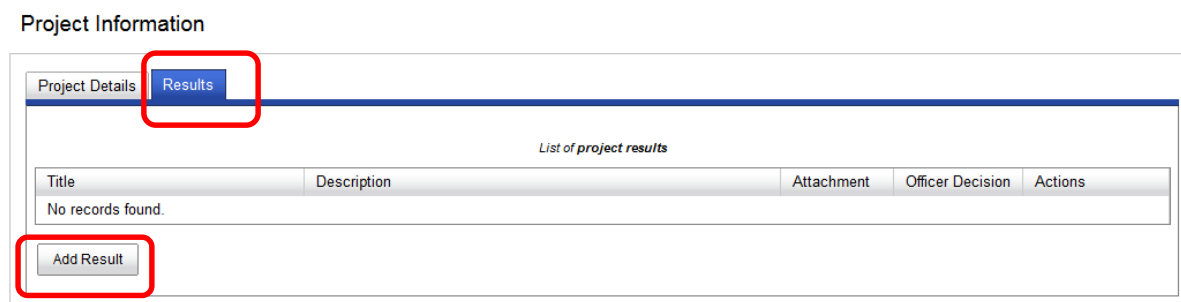 Project Information
Project Details Results
List of project results
Title Description Attachment Officer Decision Actions
No records found.
Add Result